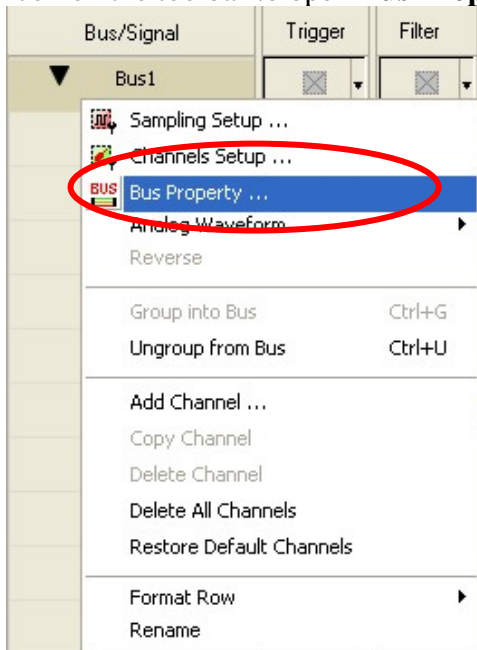 Bus/Signal Trigger Filter
Bus1
Sampling Setup ...
Channels Setup ...
BUS Bus Property ...
Analog Waveform
Reverse
Group into Bus Ctrl+G
Ungroup from Bus Ctrl+U
Add Channel ...
Copy Channel
Delete Channel
Delete All Channels
Restore Default Channels
Format Row
Rename